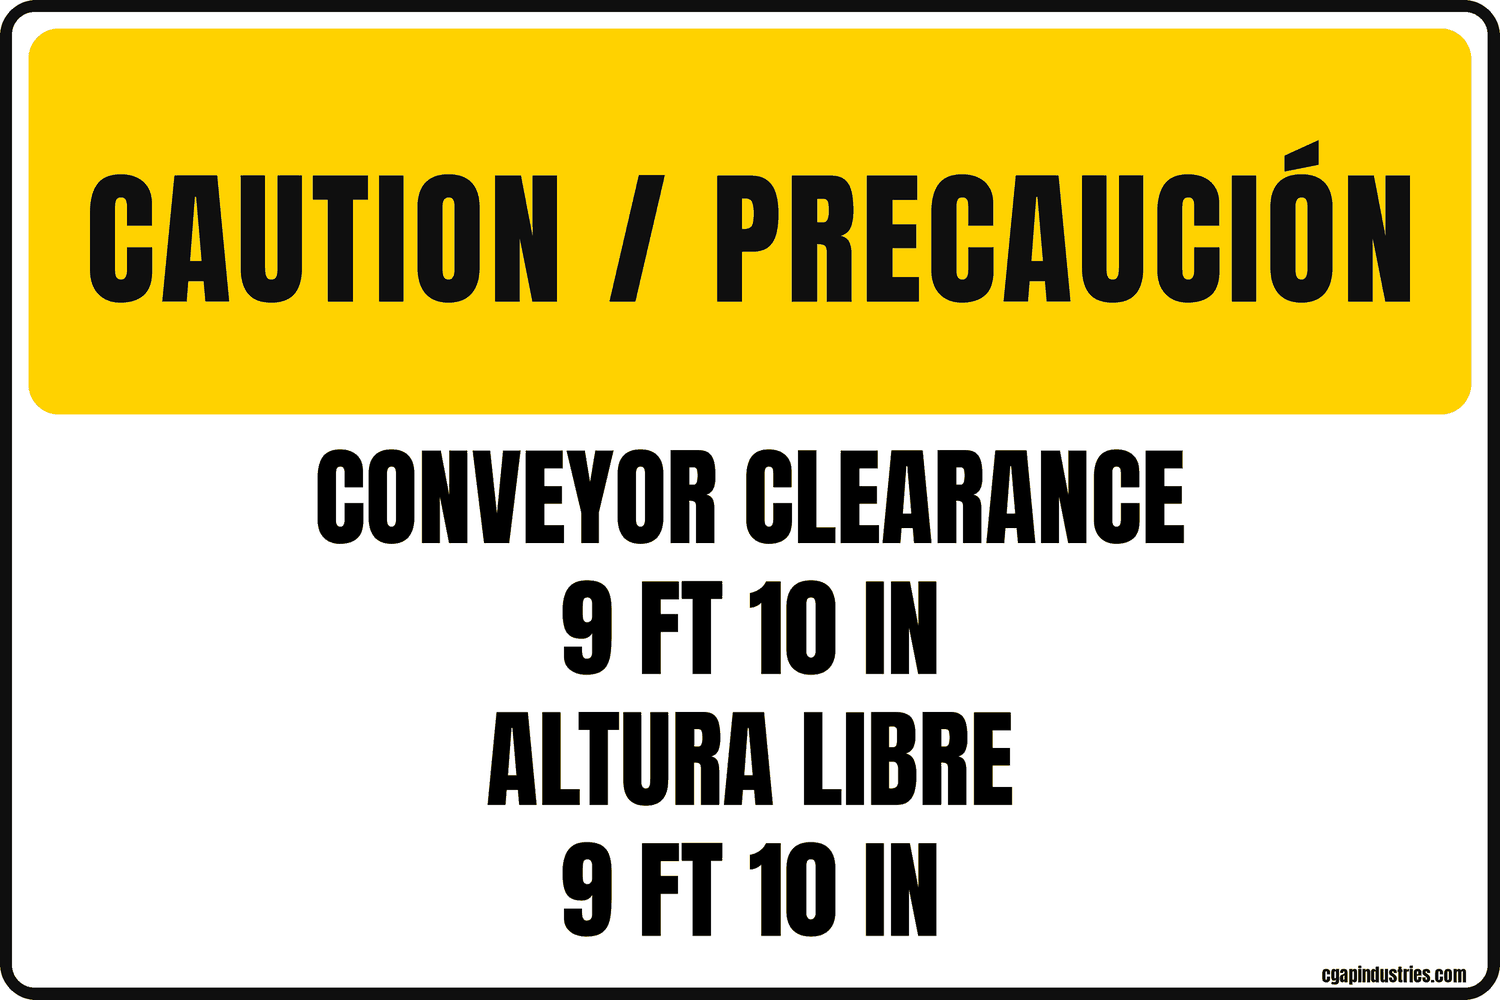 CAUTION / PRECAUCIÓN
CONVEYOR CLEARANCE
9 FT 10 IN
ALTURA LIBRE
9 FT 10 IN
cgapindustries.com